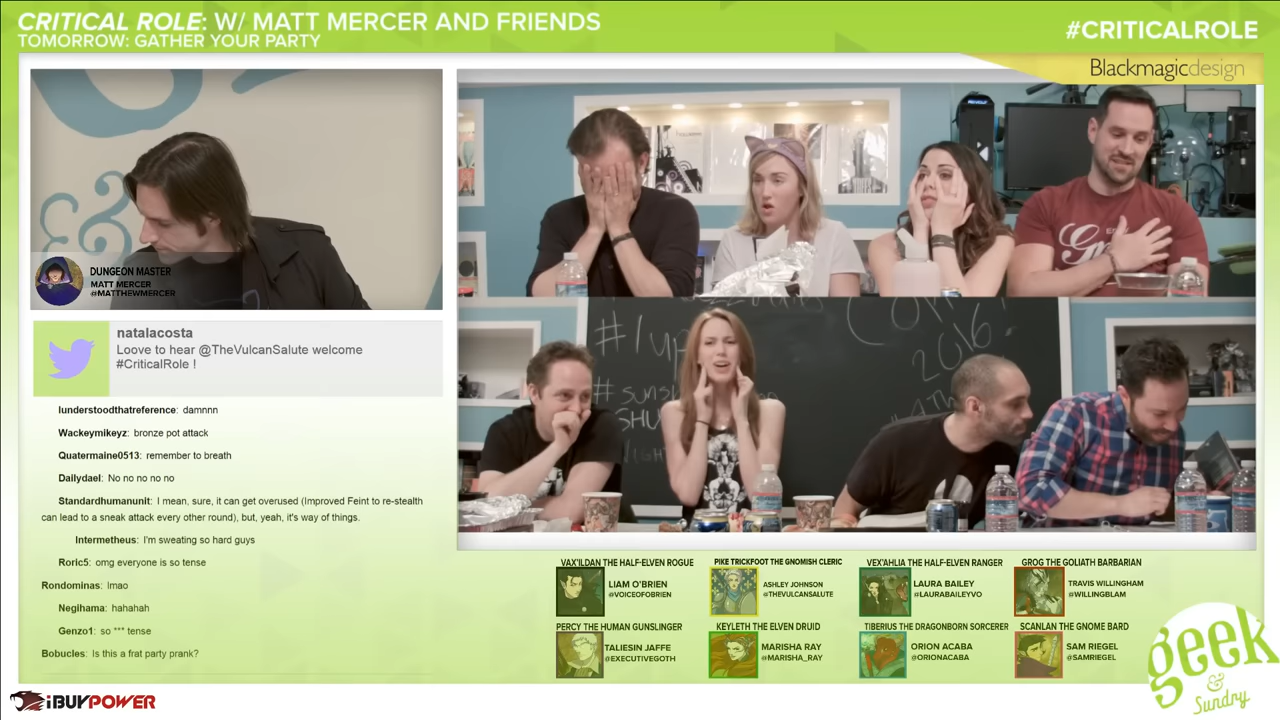 CRITICAL ROLE: W/ MATT MERCER AND FRIENDS
TOMORROW: GATHER YOUR PARTY
#CRITICALROLE
Blackmagicdesign
DUNGEON MASTER
MATT MERCER
@MATTHEWMERCER
natalacosta
Loove to hear @TheVulcanSalute welcome
#CriticalRole !
Iunderstoodthatreference: damnnn
Wackeymikeyz: bronze pot attack
Quatermaine0513: remember to breath
Dailydael: No no no no no
Standardhumanunit: I mean, sure, it can get overused (Improved Feint to re-stealth
can lead to a sneak attack every other round), but, yeah, it's way of things.
Intermetheus: I'm sweating so hard guys
Roric5: omg everyone is so tense
Rondominas: lmao
Negihama: hahahah
Genzo1: so *** tense
Bobucles: Is this a frat party prank?
#1up
2016
# suns
SHU
VAX'ILDAN THE HALF-ELVEN ROGUE
LIAM O'BRIEN
@VOICEOFOBRIEN
PIKE TRICKFOOT THE GNOMISH CLERIC
ASHLEY JOHNSON
@THEVULCANSALUTE
VEX'AHLIA THE HALF-ELVEN RANGER
LAURA BAILEY
@LAURABAILEYVO
GROG THE GOLIATH BARBARIAN
TRAVIS WILLINGHAM
@WILLINGBLAM
PERCY THE HUMAN GUNSLINGER
TALIESIN JAFFE
@EXECUTIVEGOTH
KEYLETH THE ELVEN DRUID
MARISHA RAY
@MARISHA_RAY
TIBERIUS THE DRAGONBORN SORCERER
ORION ACABA
@ORIONACABA
SCANLAN THE GNOME BARD
SAM RIEGEL
@SAMRIEGEL
geek
&
Sundry
iBUYPOWER